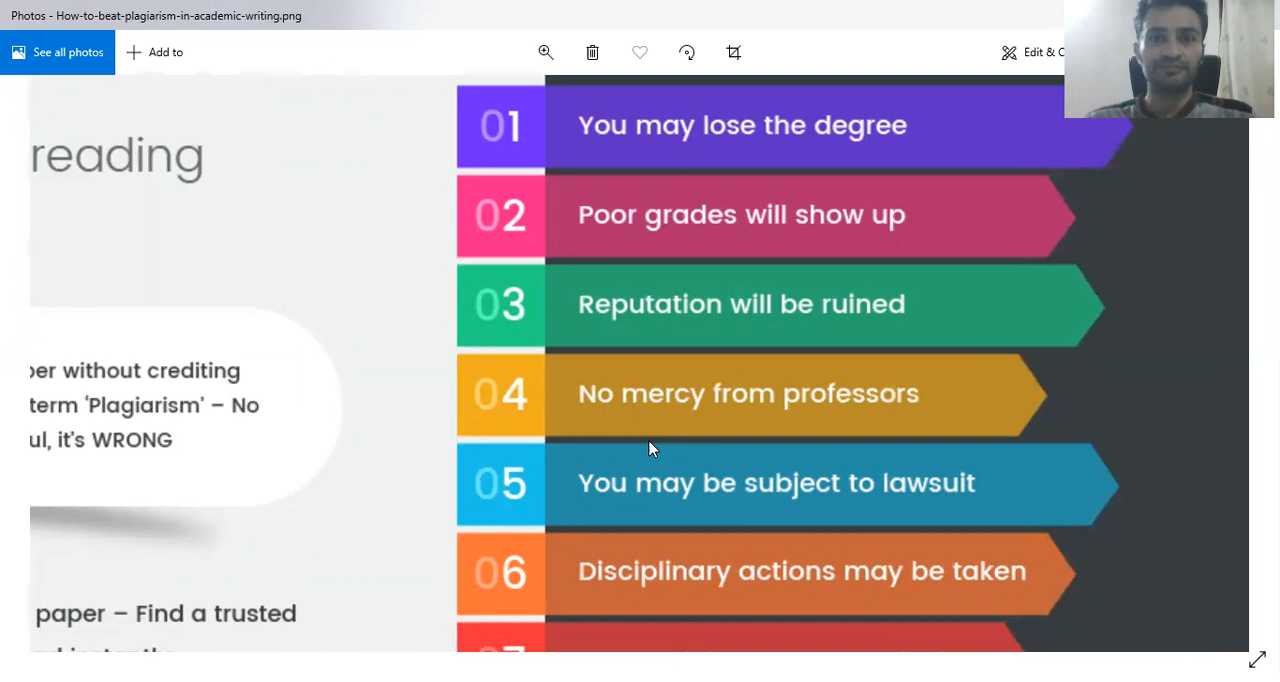 Photos - How-to-beat-plagiarism-in-academic-writing.png
See all photos
Add to
Edit & C
reading
per without crediting
term 'Plagiarism' – No
ul, it's WRONG
paper – Find a trusted
01 You may lose the degree
02 Poor grades will show up
03 Reputation will be ruined
04 No mercy from professors
05 You may be subject to lawsuit
06 Disciplinary actions may be taken
07